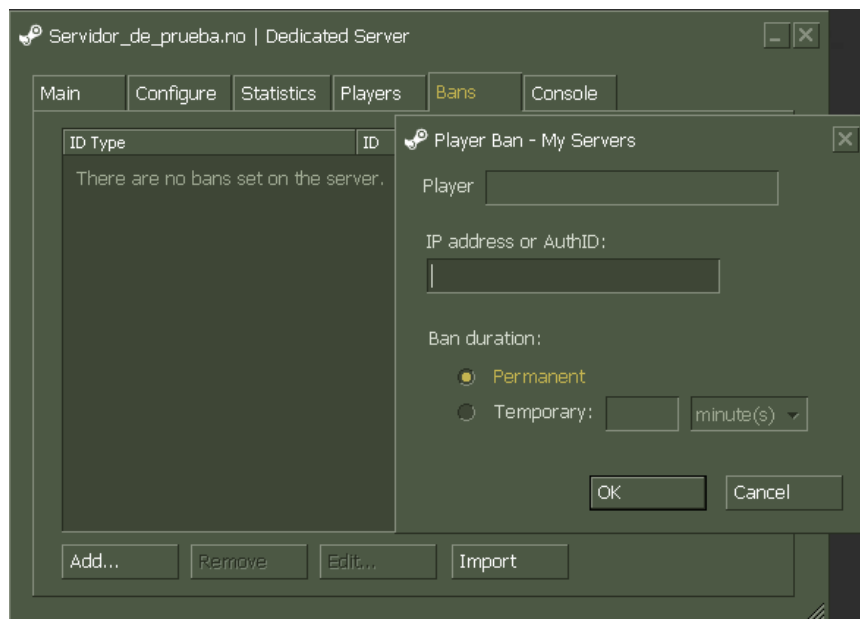 Servidor_de_prueba.no | Dedicated Server
Main Configure Statistics Players Bans Console
ID Type ID
There are no bans set on the server.
Player Ban - My Servers
Player
IP address or AuthID:
Ban duration:
Permanent
Temporary: minute(s)
OK Cancel
Add... Remove Edit... Import